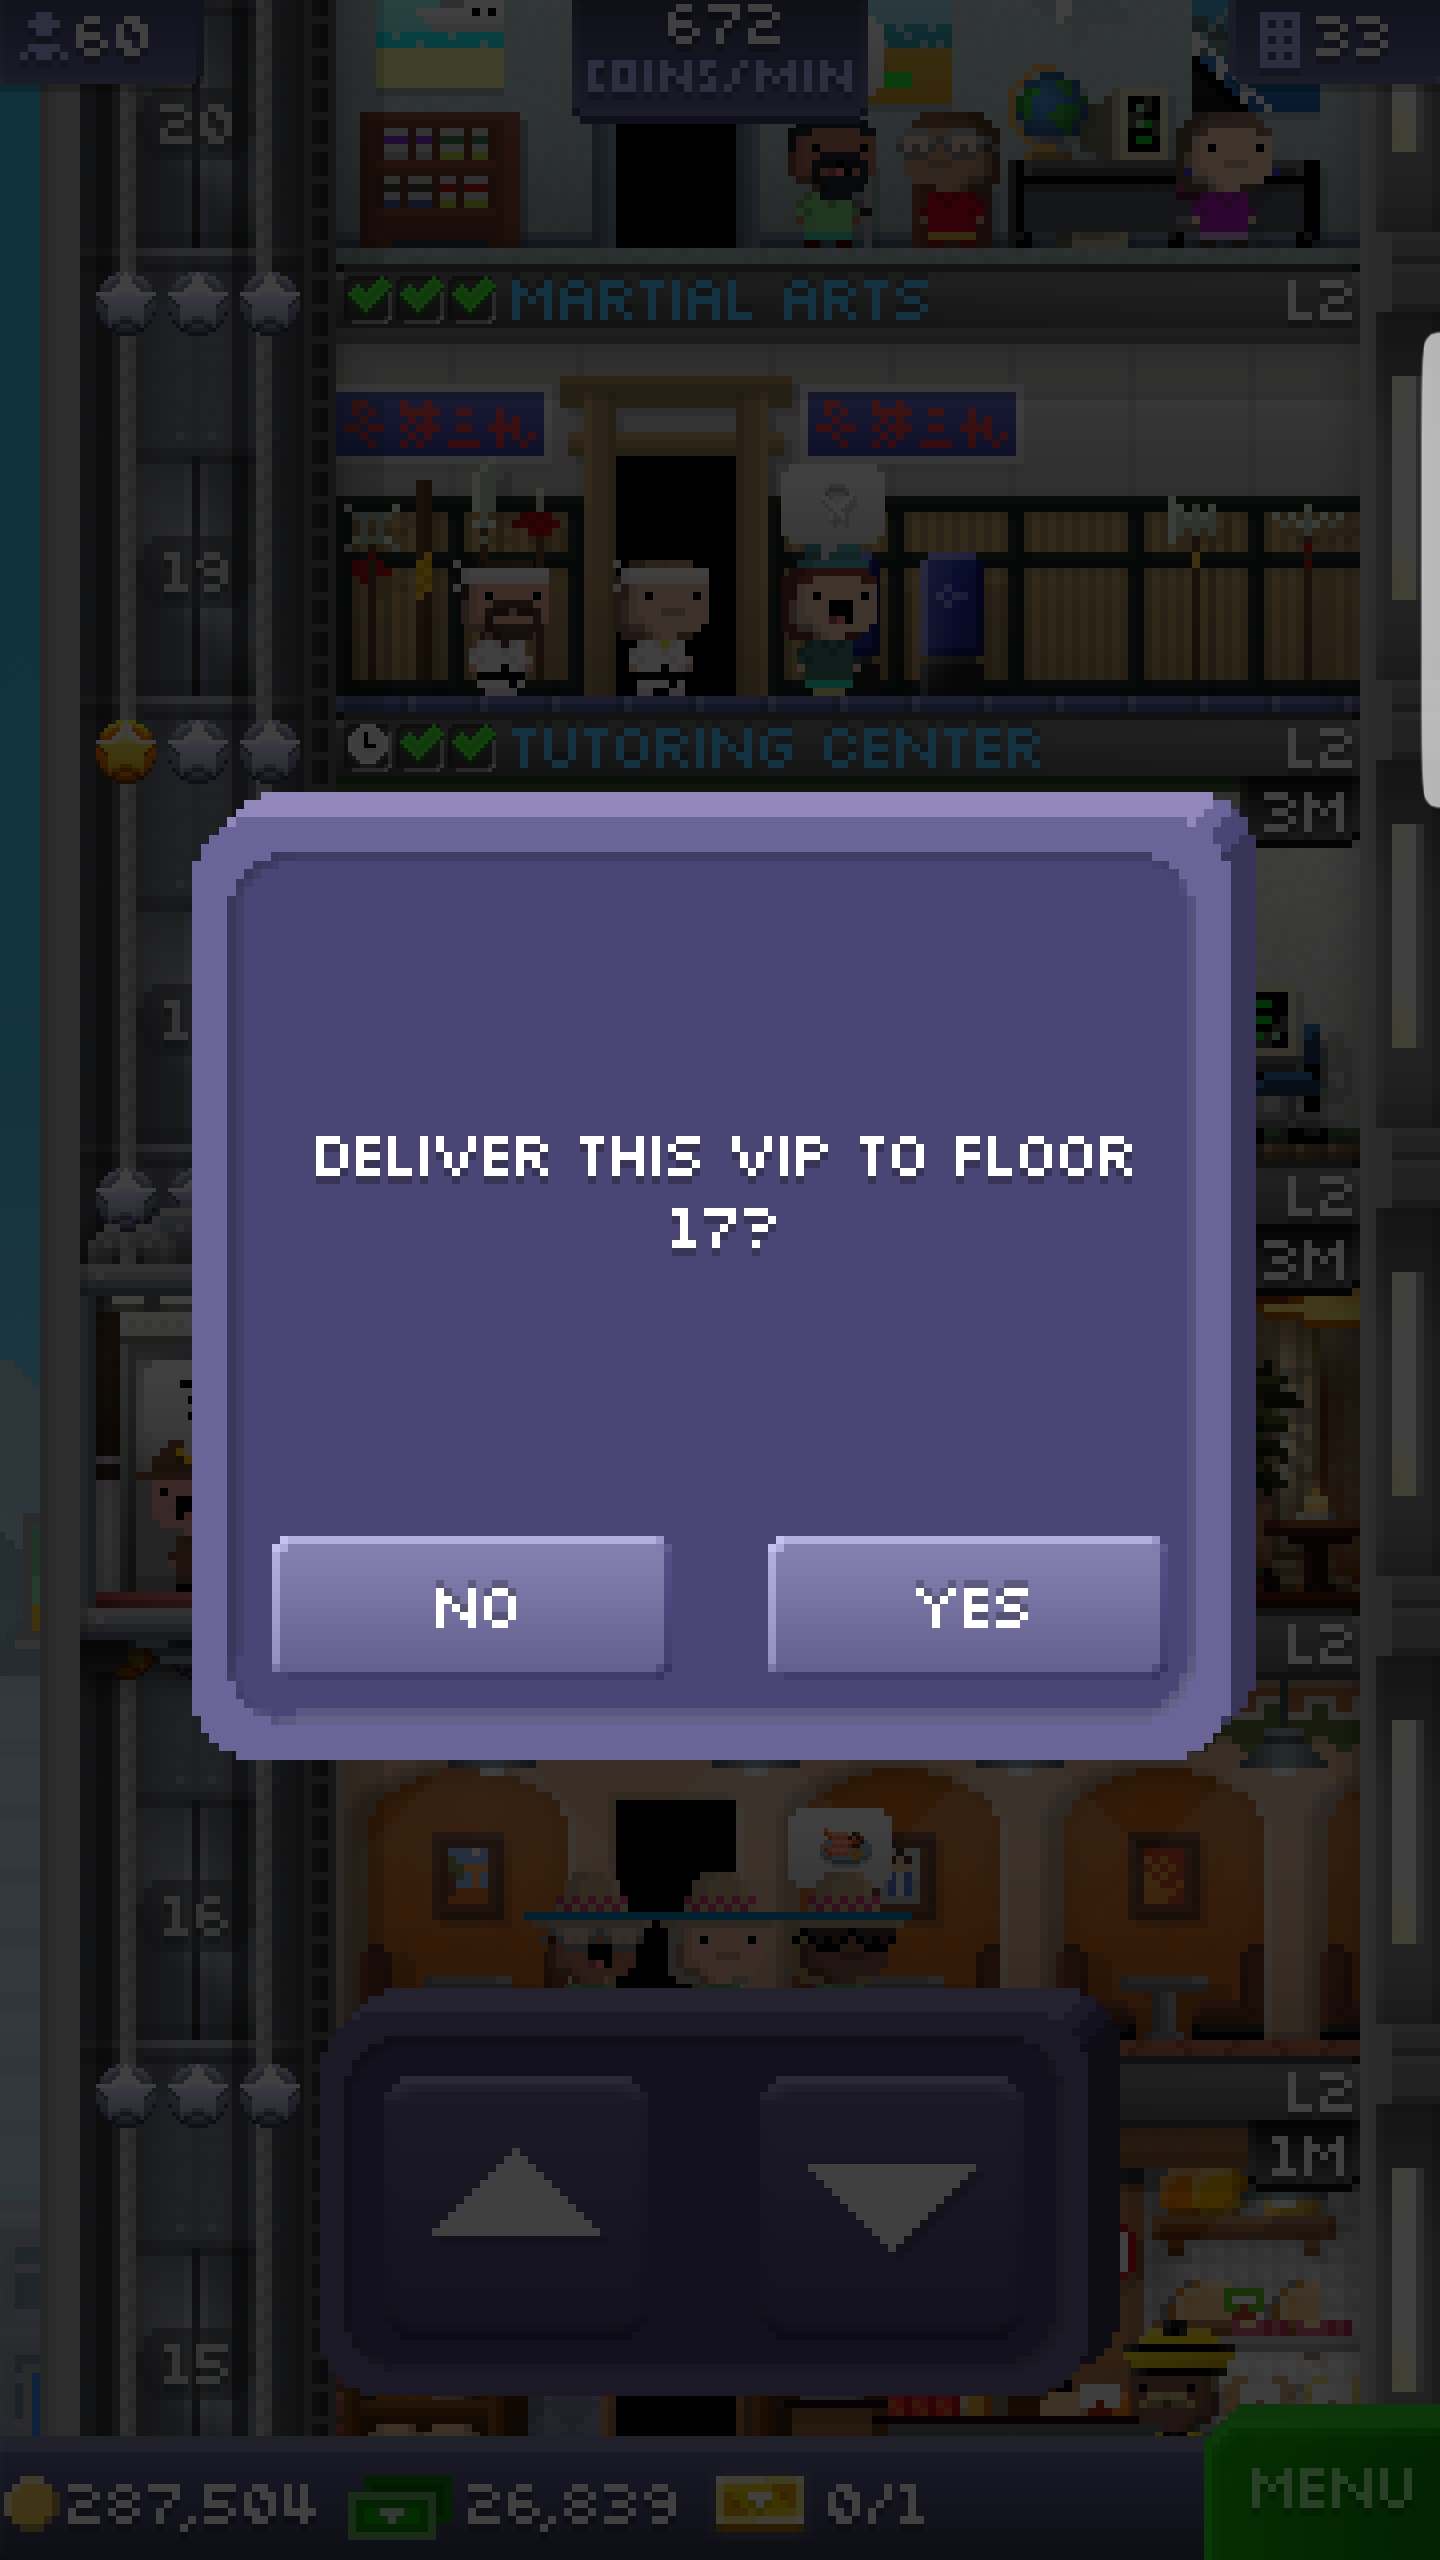 60
672
COINS/MIN
33
20
MARTIAL ARTS
L2
19
TUTORING CENTER
L2
3M
1
DELIVER THIS VIP TO FLOOR
17?
L2
3M
NO
YES
L2
16
L2
1M
15
287,504
26,839
0/1
MENU